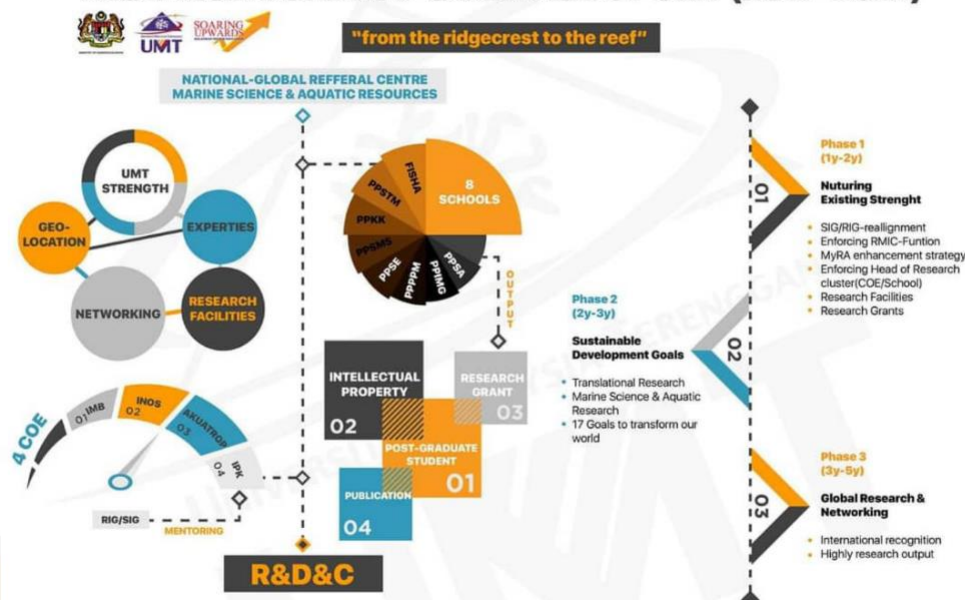 UMT
SOARING
UPWARDS
"from the ridgecrest to the reef"
NATIONAL-GLOBAL REFFERAL CENTRE
MARINE SCIENCE & AQUATIC RESOURCES
UMT
STRENGTH
GEO-
LOCATION
EXPERTIES
NETWORKING
RESEARCH
FACILITIES
8
SCHOOLS
FISHA
PPSTM
PPKK
PPSMS
PPSE
PPPPM
PPIMG
PPSA
OUTPUT
4 COE
01 IMB
INOS
02
AKUATROP
03
IPK
04
RIG/SIG
MENTORING
INTELLECTUAL
PROPERTY
02
RESEARCH
GRANT
03
POST-GRADUATE
STUDENT
01
PUBLICATION
04
R&D&C
Phase 1
(1y-2y)
01
Nuturing
Existing Strenght
• SIG/RIG-reallignment
• Enforcing RMIC-Funtion
• MyRA enhancement strategy
• Enforcing Head of Research
cluster(COE/School)
• Research Facilities
• Research Grants
Phase 2
(2y-3y)
02
Sustainable
Development Goals
• Translational Research
• Marine Science & Aquatic
Research
• 17 Goals to transform our
world
Phase 3
(3y-5y)
03
Global Research &
Networking
• International recognition
• Highly research output